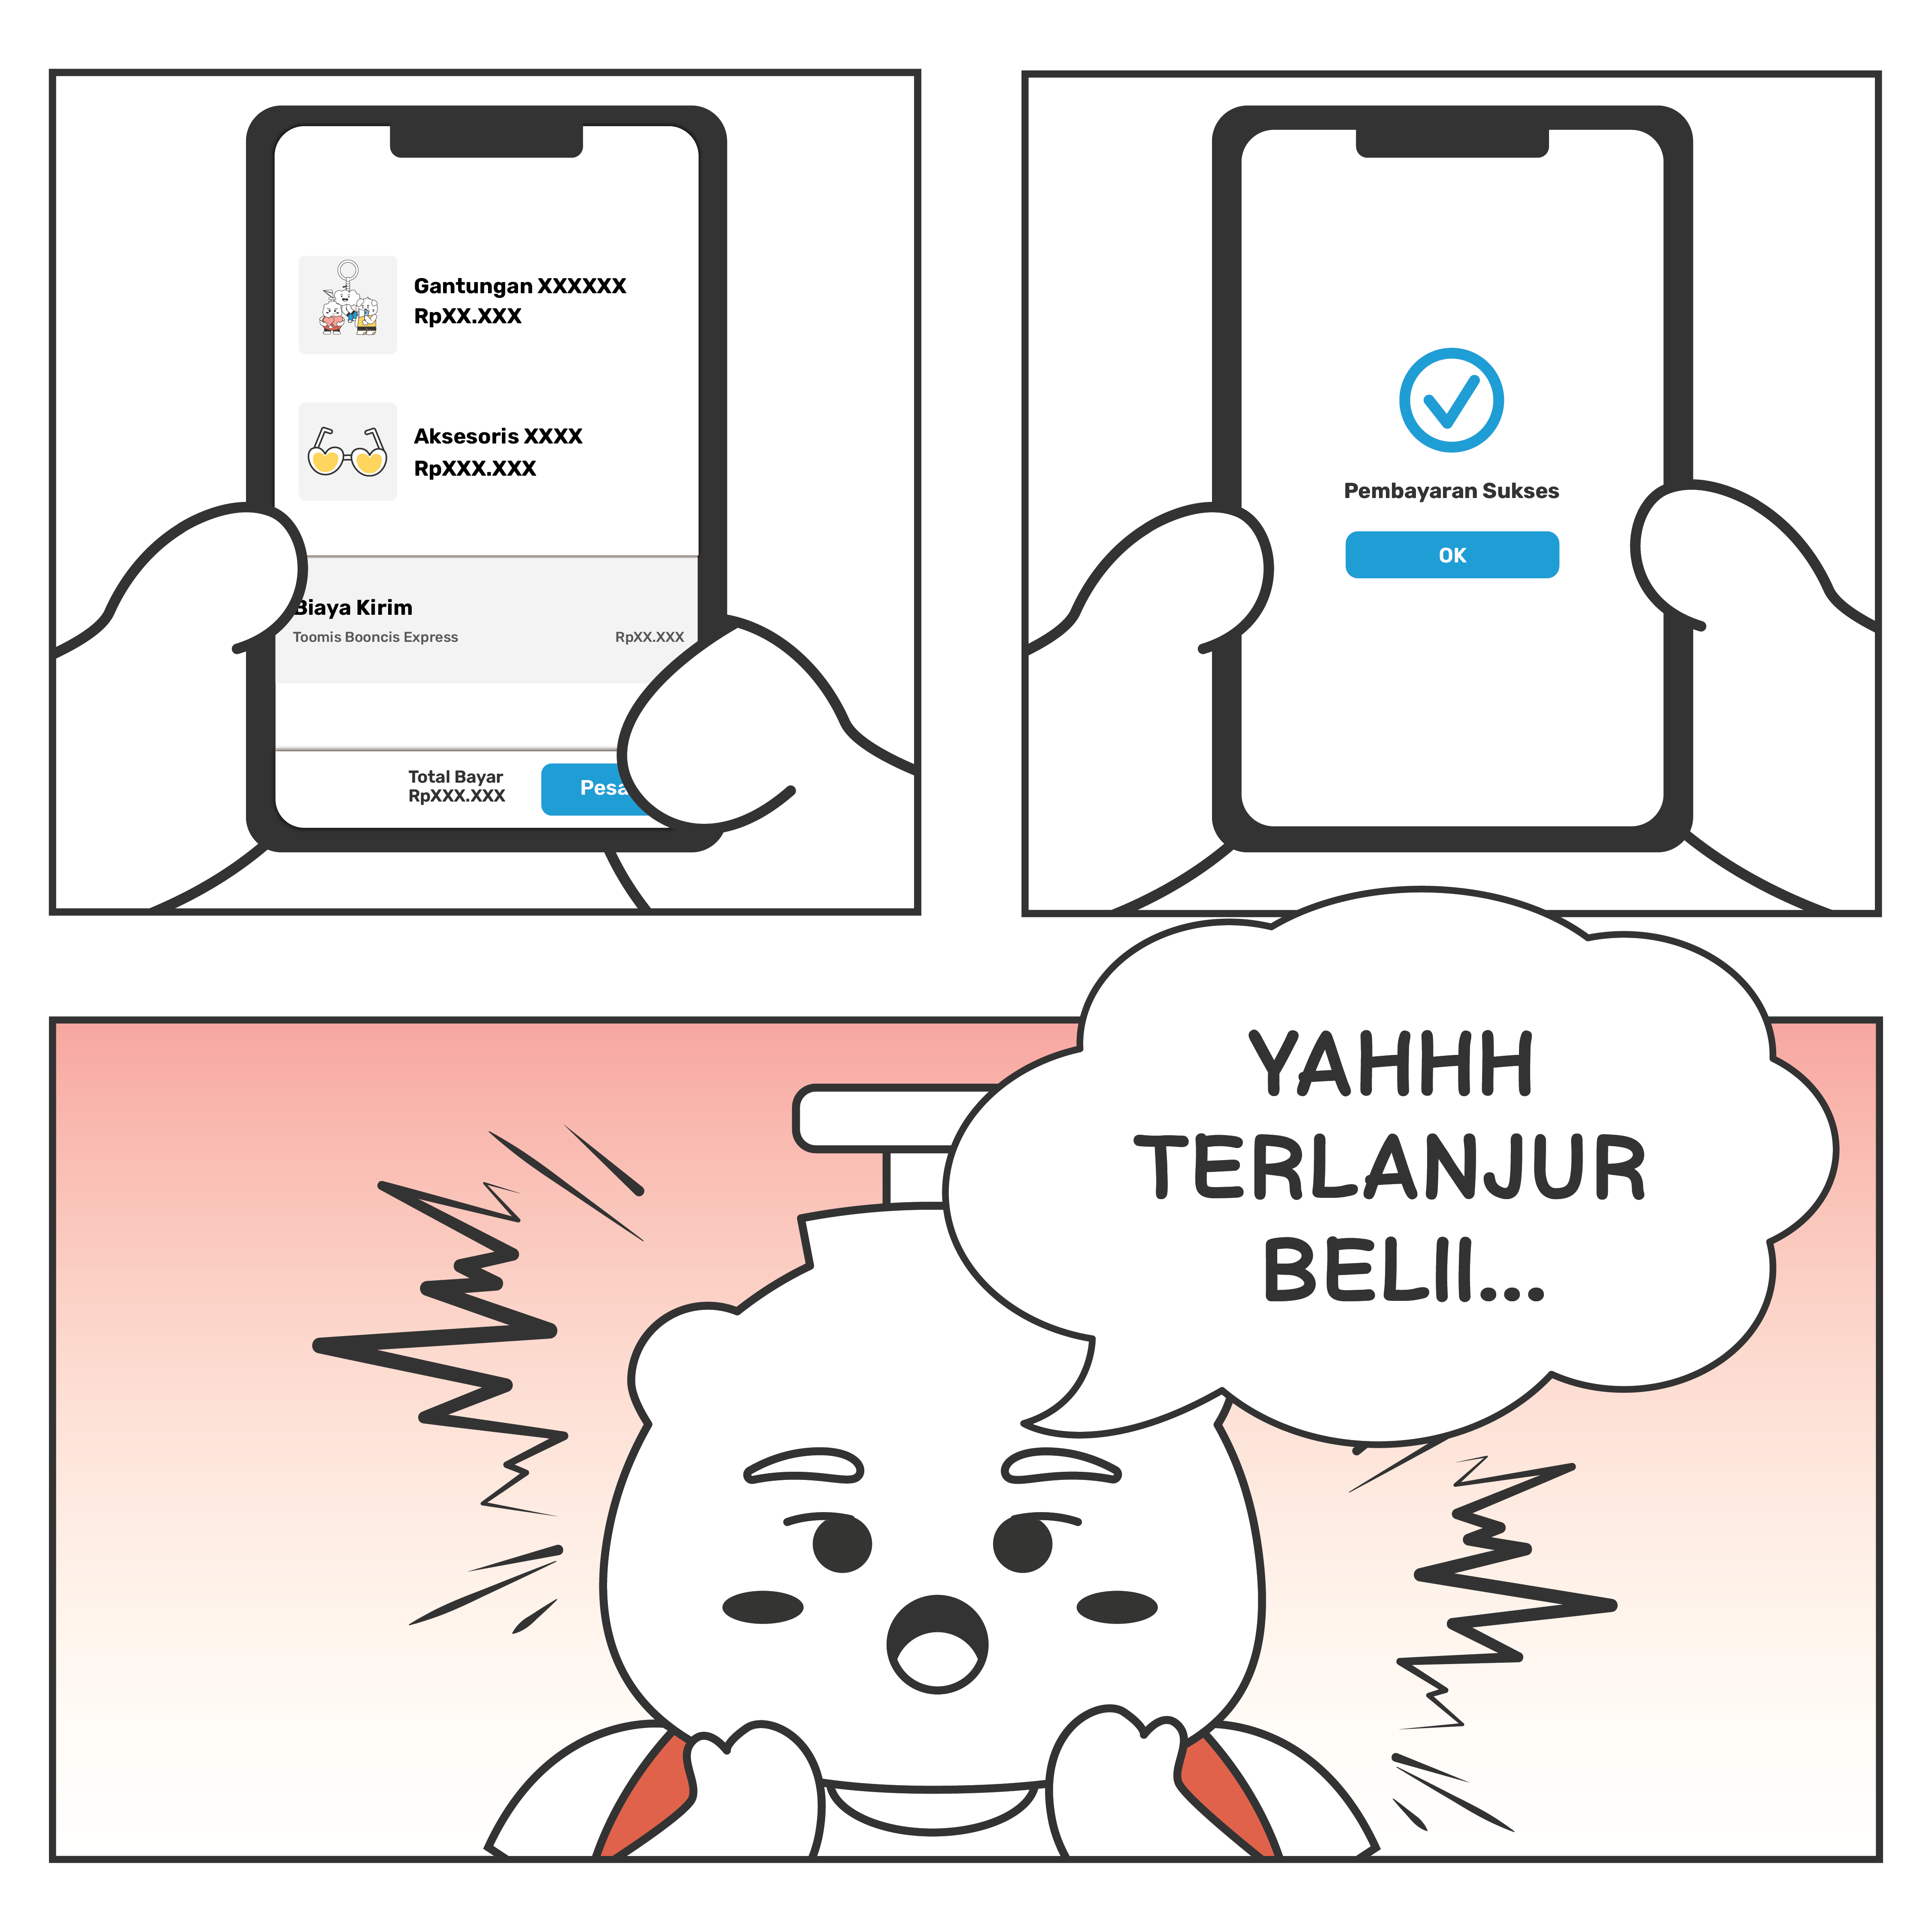 Gantungan XXXXXX
RpXX.XXX
Aksesoris XXXX
RpXXX.XXX
Biaya Kirim
Toomis Booncis Express RpXX.XXX
Total Bayar
RpXXX.XXX
Pesa
Pembayaran Sukses
OK
YAHHH
TERLANJUR
BELII...